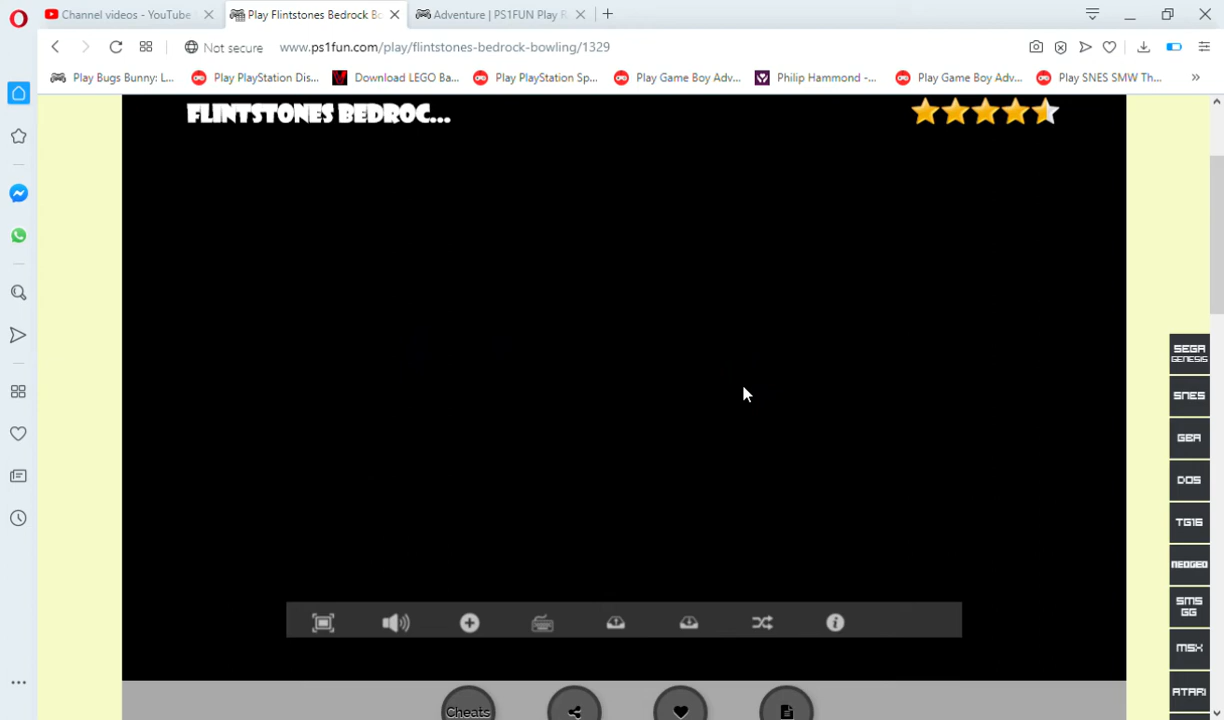 Channel videos - YouTube
Play Flintstones Bedrock Bo
Adventure | PS1FUN Play R
Not secure
www.ps1fun.com/play/flintstones-bedrock-bowling/1329
Play Bugs Bunny: L...
Play PlayStation Dis...
Download LEGO Ba...
Play PlayStation Sp...
Play Game Boy Adv...
Philip Hammond -...
Play Game Boy Adv...
Play SNES SMW Th...
FLINTSTONES BEDROC...
SEGA
GENESIS
SNES
GBA
DOS
TG16
NEOGEO
SMS
GG
MSX
ATARI
Cheats